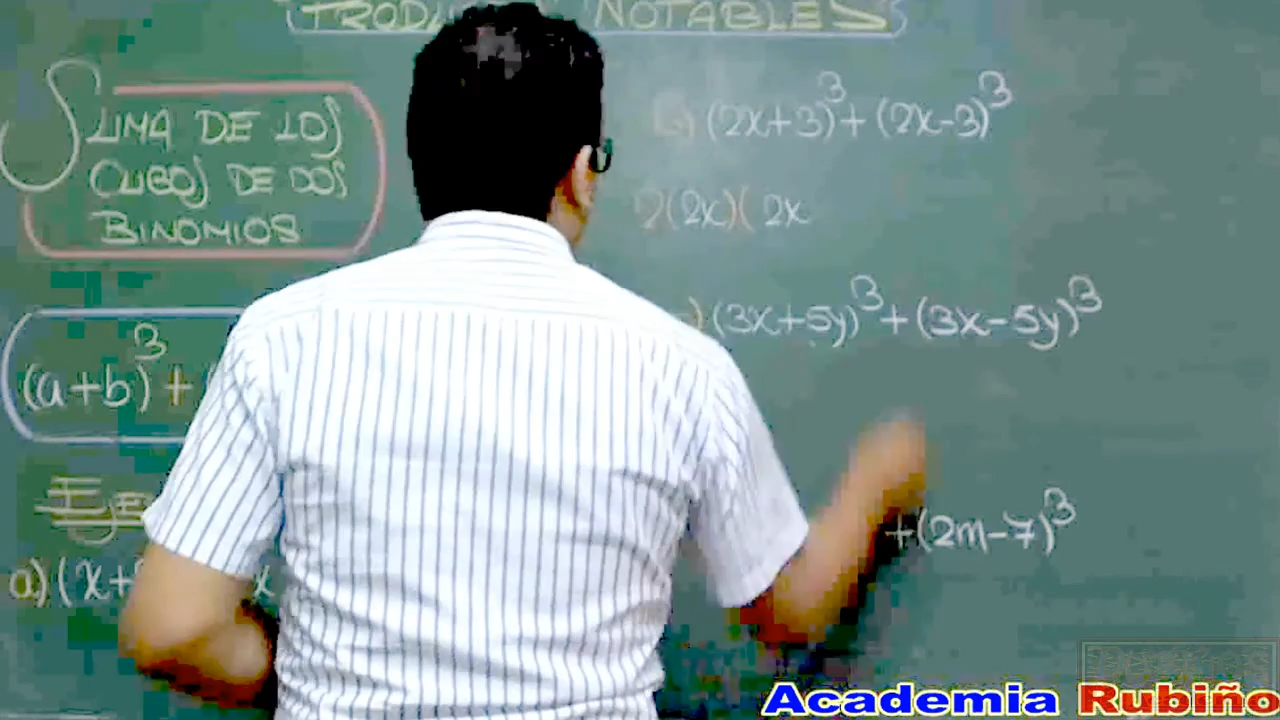 NOTABLES
SUMA DE LOS
CUBOS DE DOS
BINOMIOS
(a+b)³ +
a) (x+
b) (2x+3)³ + (2x-3)³
2(2x)( 2x
) (3x+5y)³ + (3x-5y)³
+(2m-7)³
Academia Rubiño